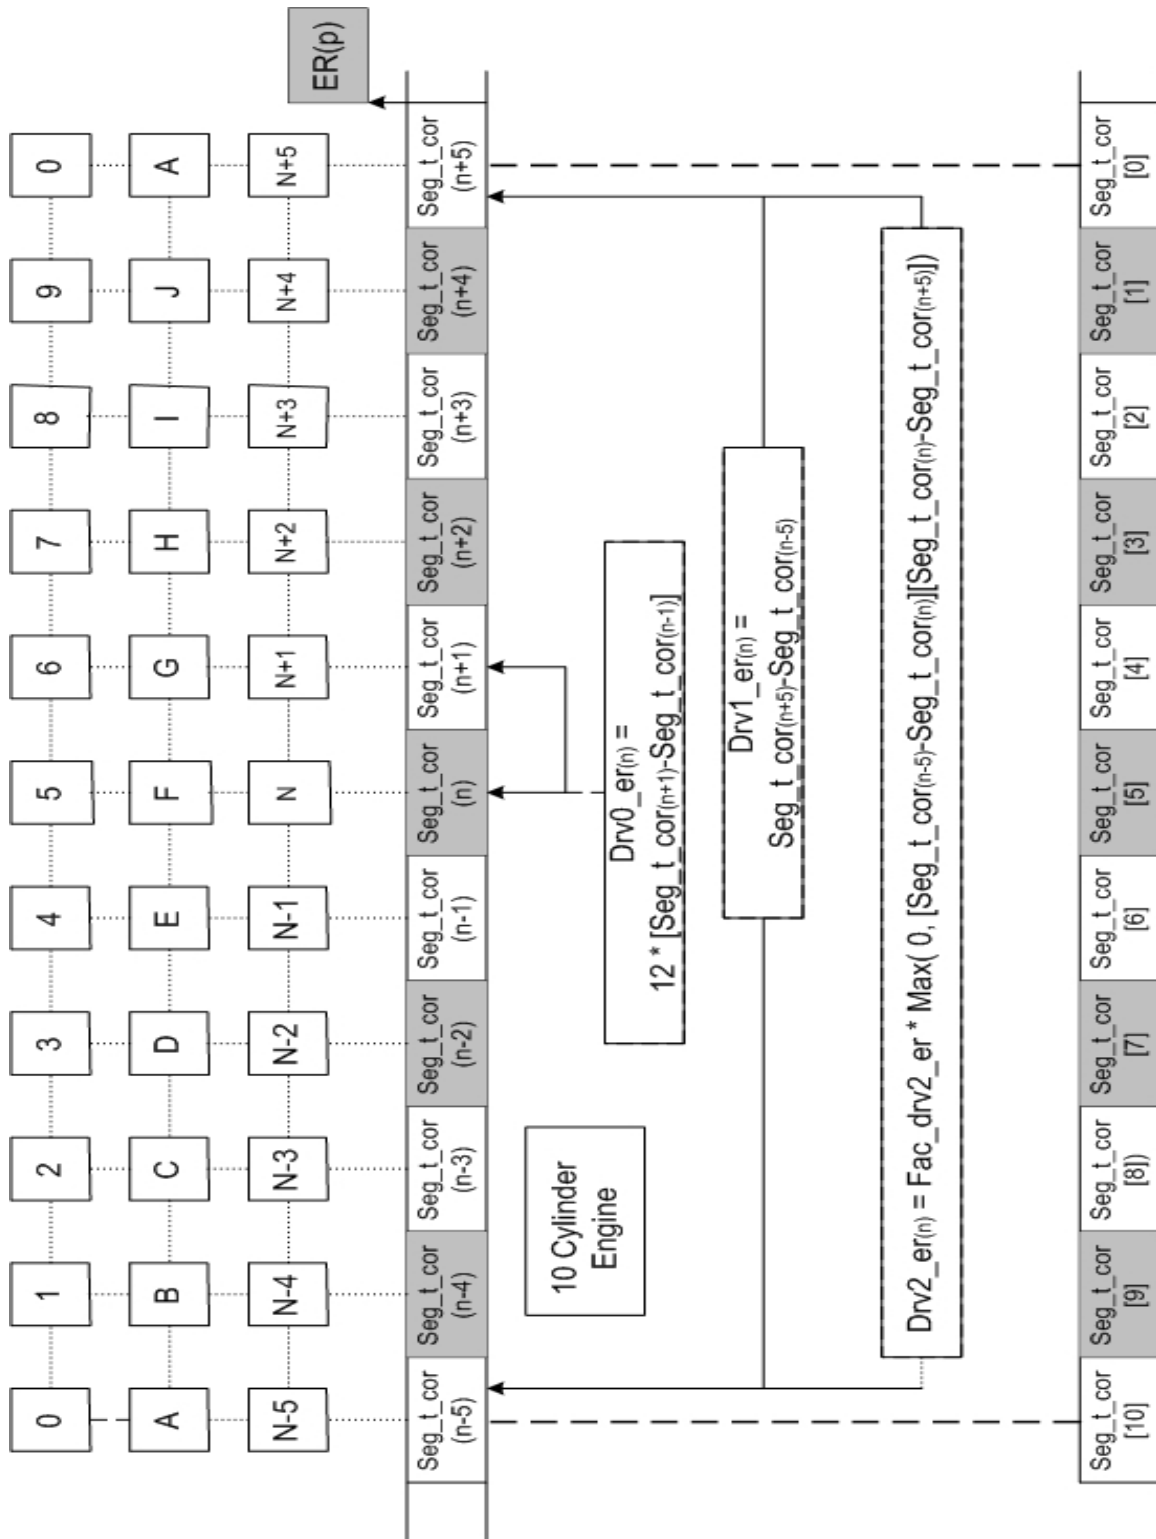 0
1
2
3
4
5
6
7
8
9
0
A
B
C
D
E
F
G
H
I
J
A
N-5
N-4
N-3
N-2
N-1
N
N+1
N+2
N+3
N+4
N+5
ER(p)
Seg_t_cor
(n-5)
Seg_t_cor
(n-4)
Seg_t_cor
(n-3)
Seg_t_cor
(n-2)
Seg_t_cor
(n-1)
Seg_t_cor
(n)
Seg_t_cor
(n+1)
Seg_t_cor
(n+2)
Seg_t_cor
(n+3)
Seg_t_cor
(n+4)
Seg_t_cor
(n+5)
10 Cylinder
Engine
Drv0_er(n) =
12 * [Seg_t_cor(n+1)-Seg_t_cor(n-1)]
Drv1_er(n) =
Seg_t_cor(n+5)-Seg_t_cor(n-5)
Drv2_er(n) = Fac_drv2_er * Max( 0, [Seg_t_cor(n-5)-Seg_t_cor(n)][Seg_t_cor(n)-Seg_t_cor(n+5)])
Seg_t_cor
[10]
Seg_t_cor
[9]
Seg_t_cor
[8])
Seg_t_cor
[7]
Seg_t_cor
[6]
Seg_t_cor
[5]
Seg_t_cor
[4]
Seg_t_cor
[3]
Seg_t_cor
[2]
Seg_t_cor
[1]
Seg_t_cor
[0]